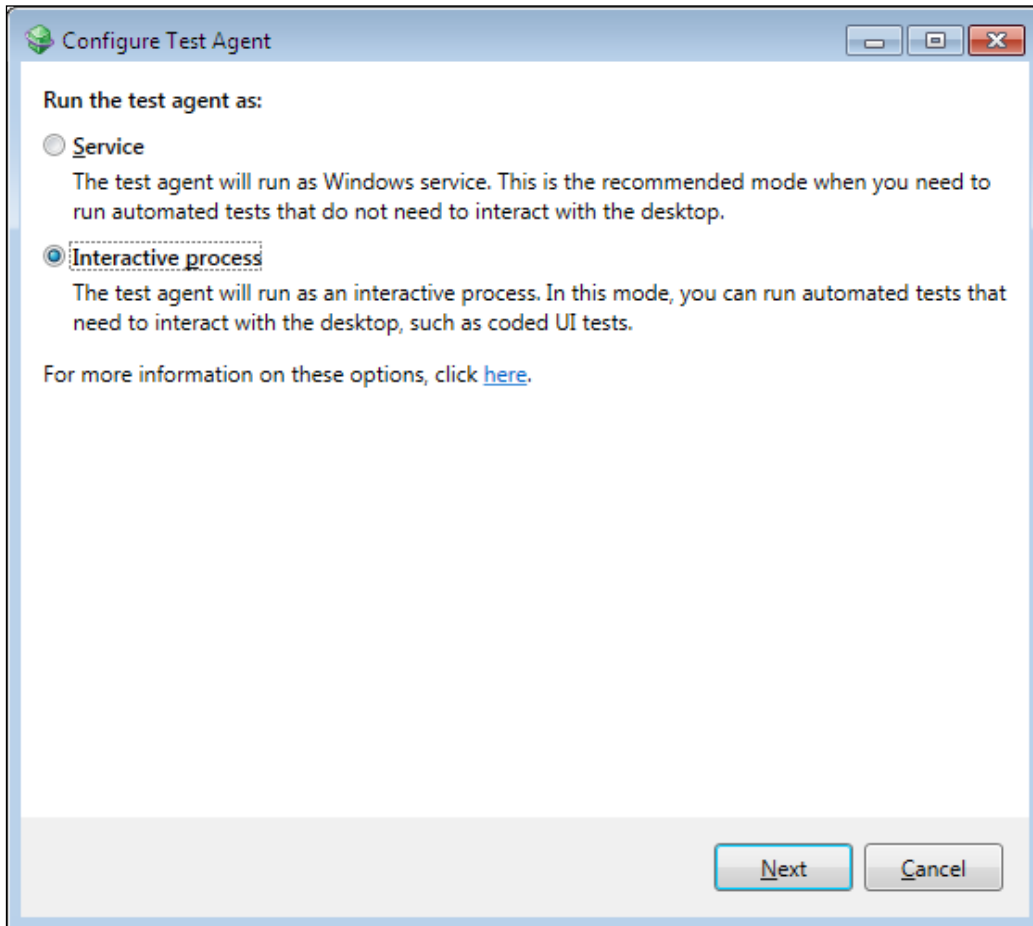 Configure Test Agent
Run the test agent as:
Service
The test agent will run as Windows service. This is the recommended mode when you need to
run automated tests that do not need to interact with the desktop.
Interactive process
The test agent will run as an interactive process. In this mode, you can run automated tests that
need to interact with the desktop, such as coded UI tests.
For more information on these options, click here.
Next Cancel